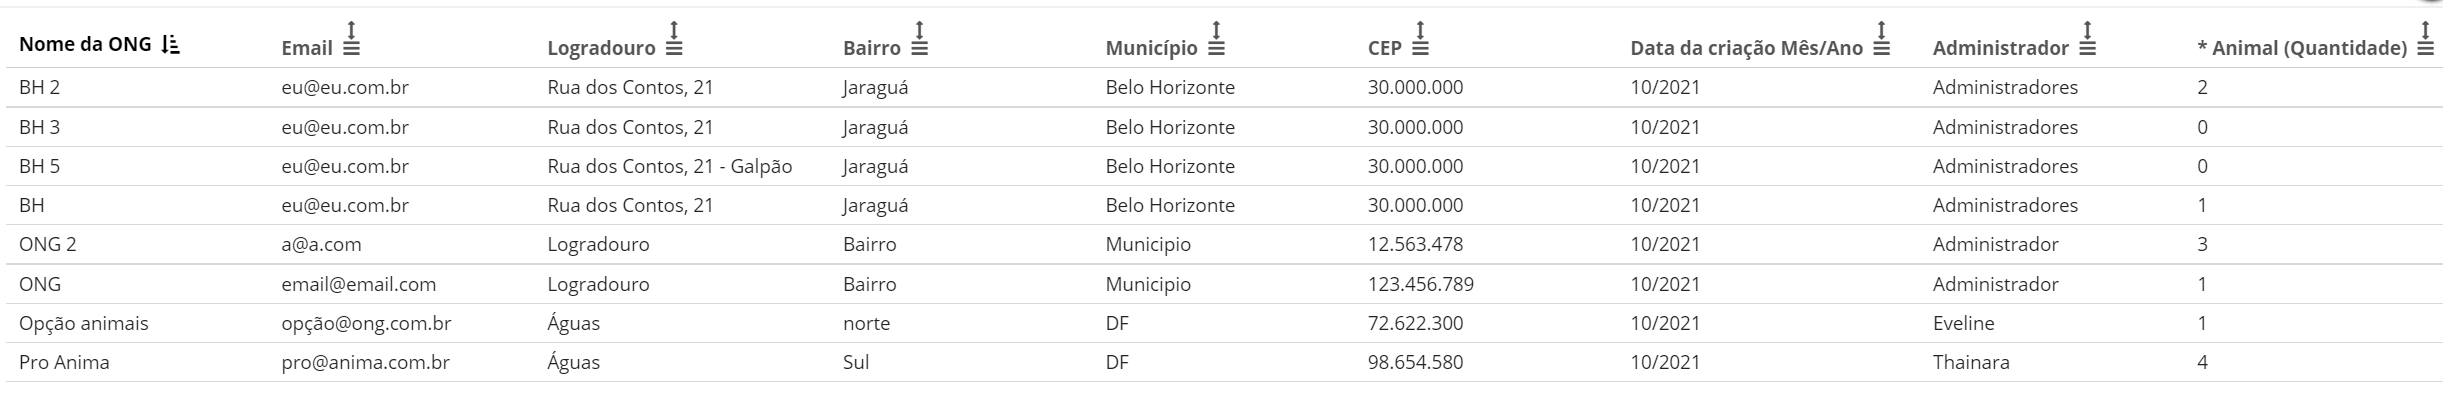 Nome da ONG Email Logradouro Bairro Município CEP Data da criação Mês/Ano Administrador * Animal (Quantidade)
BH 2 eu@eu.com.br Rua dos Contos, 21 Jaraguá Belo Horizonte 30.000.000 10/2021 Administradores 2
BH 3 eu@eu.com.br Rua dos Contos, 21 Jaraguá Belo Horizonte 30.000.000 10/2021 Administradores 0
BH 5 eu@eu.com.br Rua dos Contos, 21 - Galpão Jaraguá Belo Horizonte 30.000.000 10/2021 Administradores 0
BH eu@eu.com.br Rua dos Contos, 21 Jaraguá Belo Horizonte 30.000.000 10/2021 Administradores 1
ONG 2 a@a.com Logradouro Bairro Municipio 12.563.478 10/2021 Administrador 3
ONG email@email.com Logradouro Bairro Municipio 123.456.789 10/2021 Administrador 1
Opção animais opção@ong.com.br Águas norte DF 72.622.300 10/2021 Eveline 1
Pro Anima pro@anima.com.br Águas Sul DF 98.654.580 10/2021 Thainara 4